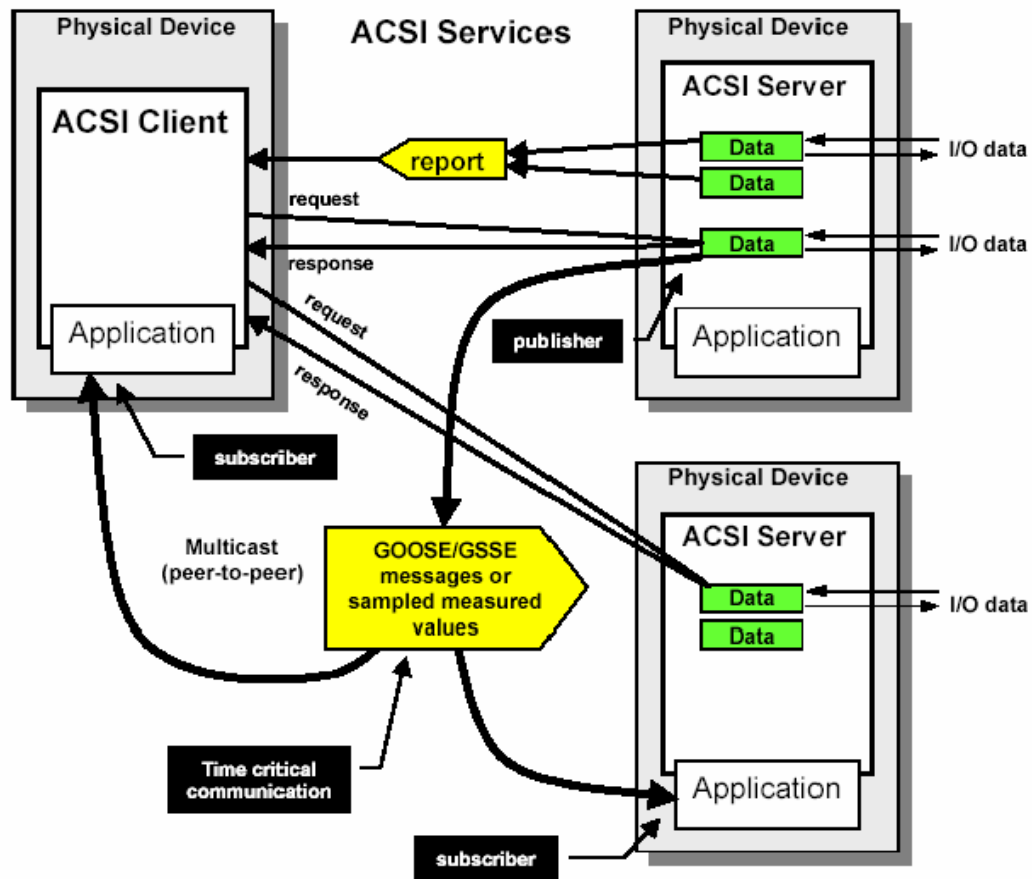 Physical Device
ACSI Services
Physical Device
ACSI Client
ACSI Server
report
Data
I/O data
Data
request
Data
I/O data
response
request
Application
publisher
Application
response
subscriber
Physical Device
ACSI Server
Multicast
(peer-to-peer)
GOOSE/GSSE
messages or
sampled measured
values
Data
I/O data
Data
Time critical
communication
Application
subscriber